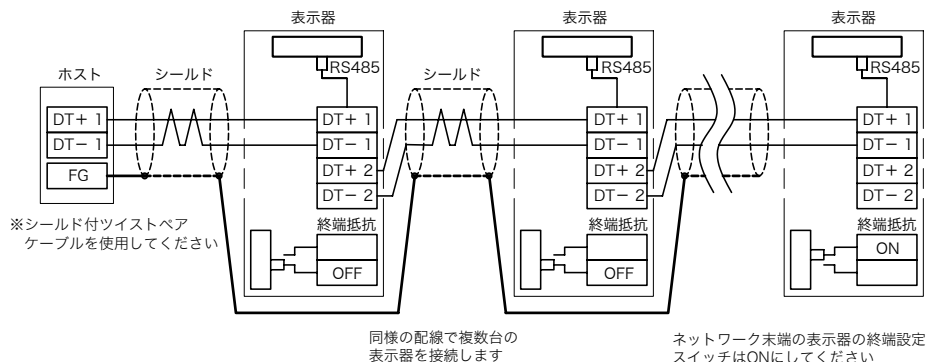 表示器
表示器
表示器
RS485
RS485
RS485
ホスト
シールド
シールド
DT+ 1
DT− 1
FG
DT+ 1
DT− 1
DT+ 2
DT− 2
DT+ 1
DT− 1
DT+ 2
DT− 2
DT+ 1
DT− 1
DT+ 2
DT− 2
※シールド付ツイストペア
ケーブルを使用してください
終端抵抗
OFF
終端抵抗
OFF
終端抵抗
ON
同様の配線で複数台の
表示器を接続します
ネットワーク末端の表示器の終端設定
スイッチはONにしてください